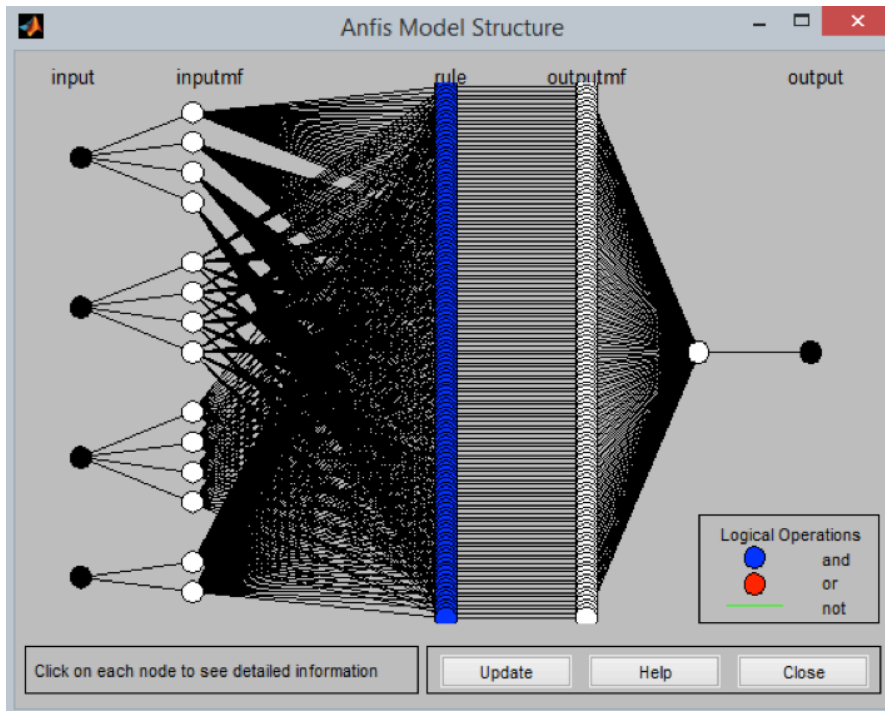 Anfis Model Structure
input inputmf rule outputmf output
Logical Operations
and
or
not
Click on each node to see detailed information
Update Help Close